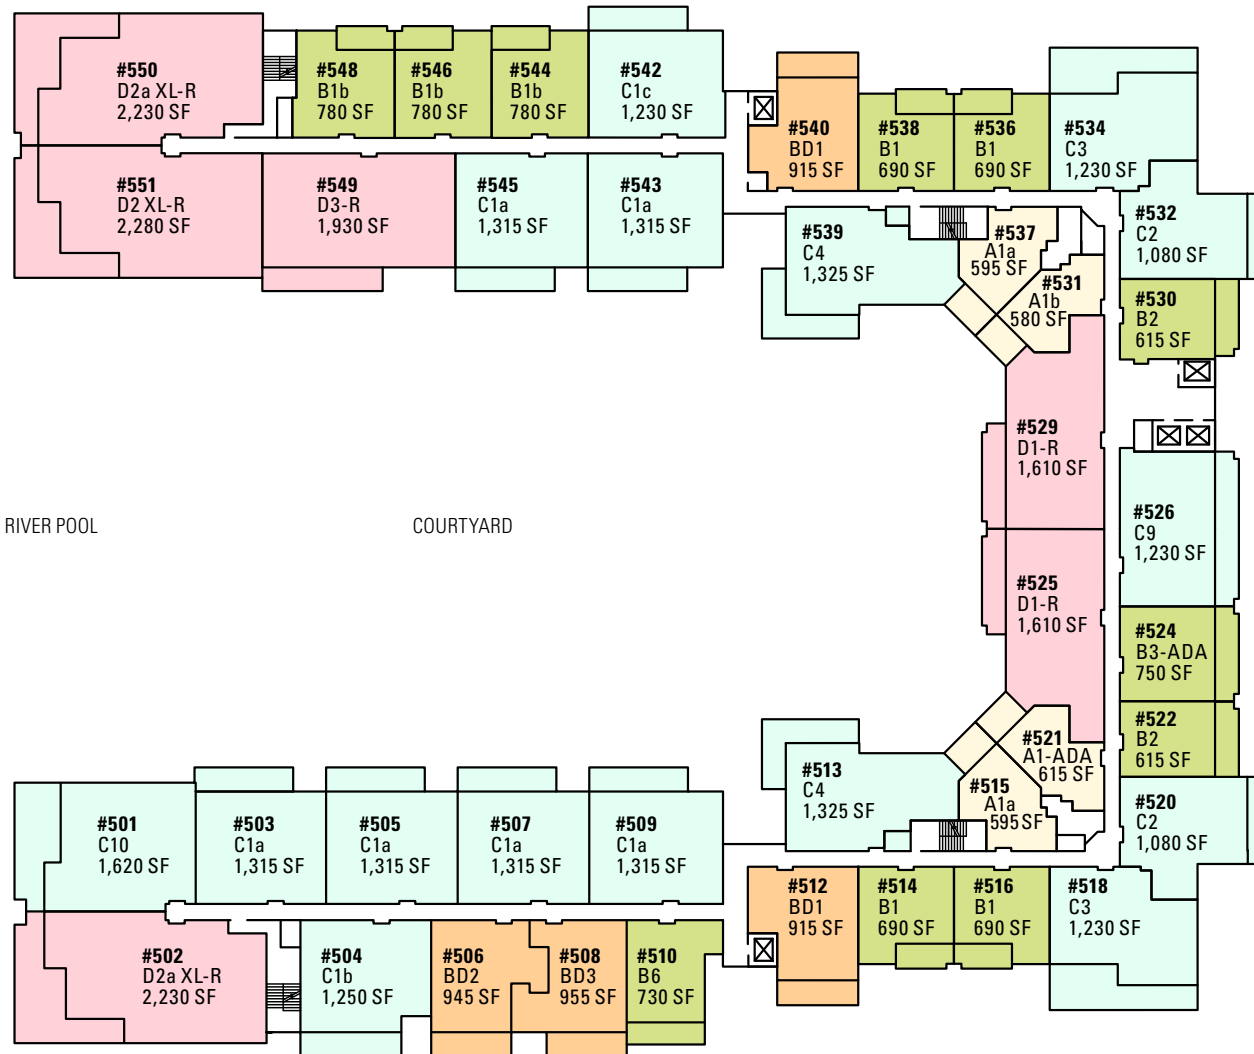 #550
D2a XL-R
2,230 SF
#548
B1b
780 SF
#546
B1b
780 SF
#544
B1b
780 SF
#542
C1c
1,230 SF
#540
BD1
915 SF
#538
B1
690 SF
#536
B1
690 SF
#534
C3
1,230 SF
#551
D2 XL-R
2,280 SF
#549
D3-R
1,930 SF
#545
C1a
1,315 SF
#543
C1a
1,315 SF
#539
C4
1,325 SF
#537
A1a
595 SF
#532
C2
1,080 SF
#531
A1b
580 SF
#530
B2
615 SF
#529
D1-R
1,610 SF
RIVER POOL
COURTYARD
#526
C9
1,230 SF
#525
D1-R
1,610 SF
#524
B3-ADA
750 SF
#522
B2
615 SF
#521
A1-ADA
615 SF
#513
C4
1,325 SF
#515
A1a
595 SF
#520
C2
1,080 SF
#501
C10
1,620 SF
#503
C1a
1,315 SF
#505
C1a
1,315 SF
#507
C1a
1,315 SF
#509
C1a
1,315 SF
#512
BD1
915 SF
#514
B1
690 SF
#516
B1
690 SF
#518
C3
1,230 SF
#502
D2a XL-R
2,230 SF
#504
C1b
1,250 SF
#506
BD2
945 SF
#508
BD3
955 SF
#510
B6
730 SF